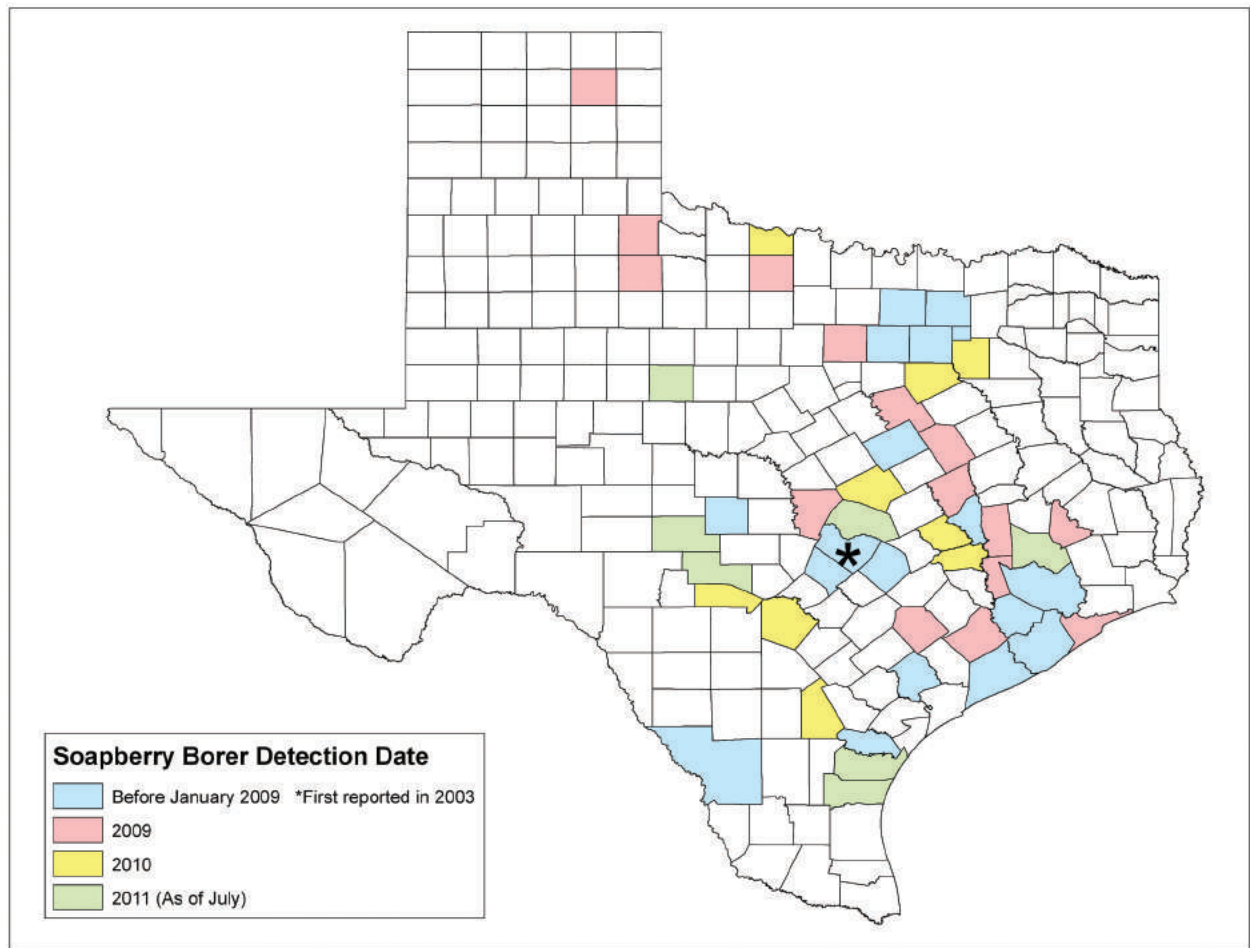 *
Soapberry Borer Detection Date
Before January 2009 *First reported in 2003
2009
2010
2011 (As of July)